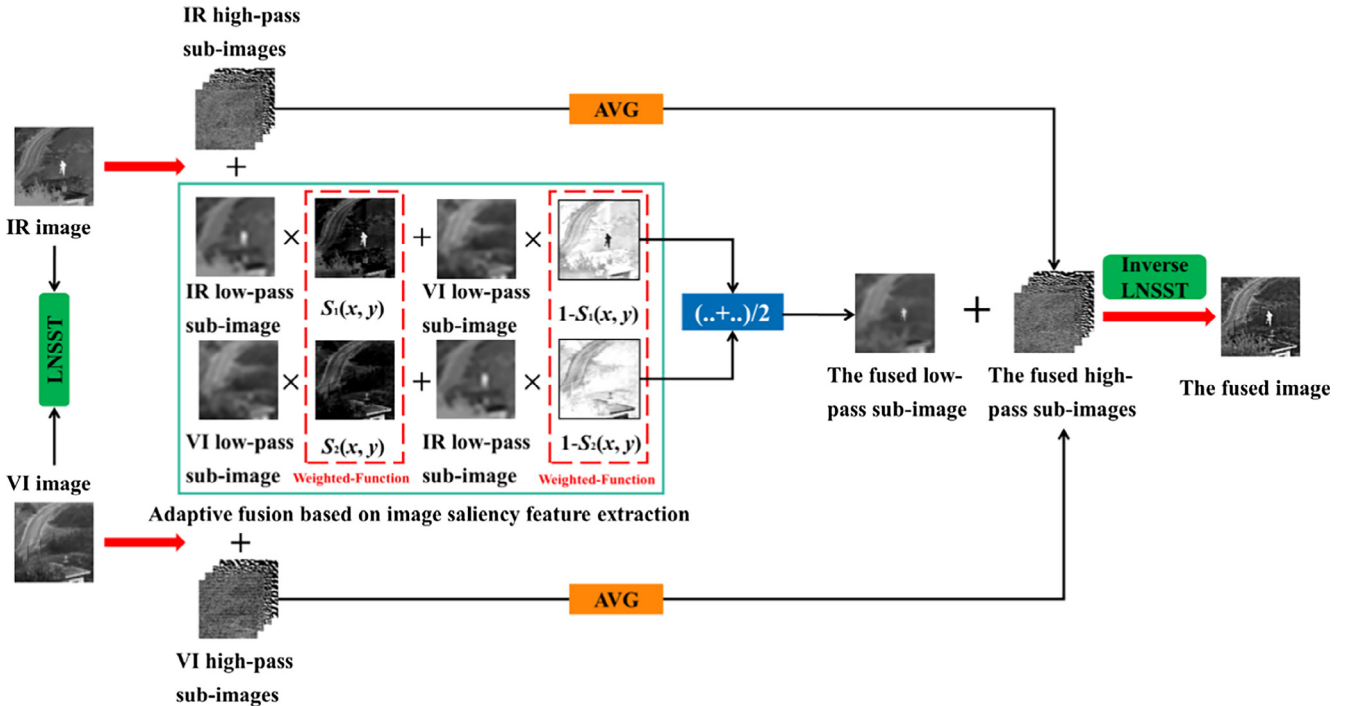 IR high-pass
sub-images
AVG
IR image
LNSST
VI image
+
×
+
×
IR low-pass
sub-image
S₁(x, y)
VI low-pass
sub-image
1-S₁(x, y)
×
+
×
VI low-pass
sub-image
S₂(x, y)
Weighted-Function
IR low-pass
sub-image
1-S₂(x, y)
Weighted-Function
Adaptive fusion based on image saliency feature extraction
+
VI high-pass
sub-images
AVG
(..+..)/2
The fused low-
pass sub-image
+
The fused high-
pass sub-images
Inverse
LNSST
The fused image